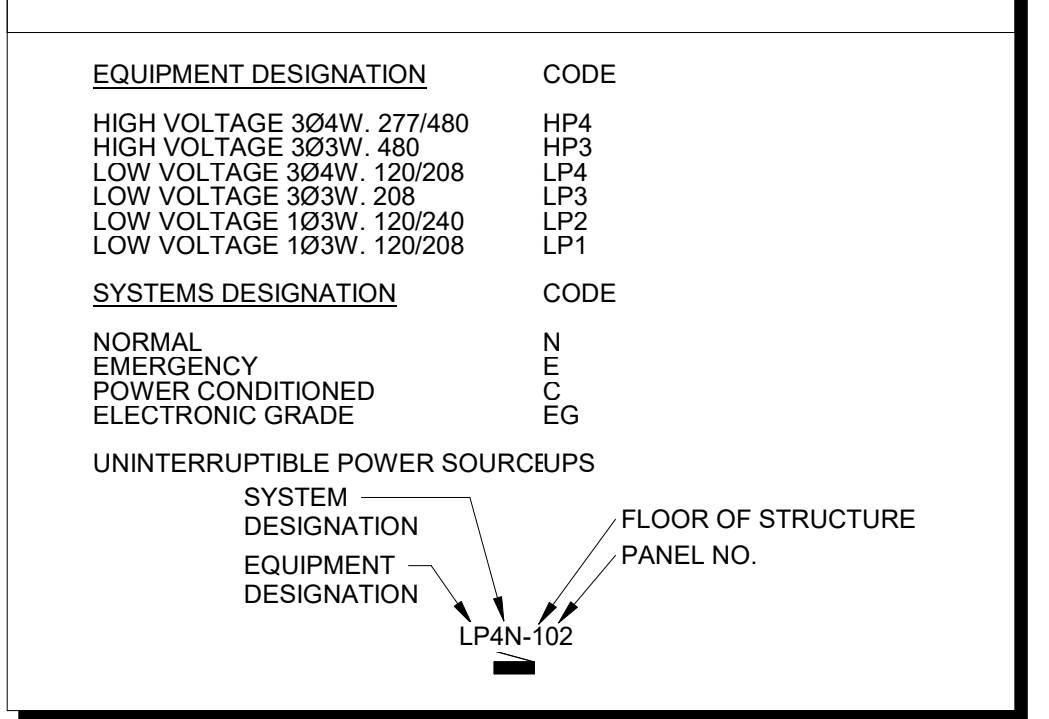 EQUIPMENT DESIGNATION CODE
HIGH VOLTAGE 3Ø4W. 277/480 HP4
HIGH VOLTAGE 3Ø3W. 480 HP3
LOW VOLTAGE 3Ø4W. 120/208 LP4
LOW VOLTAGE 3Ø3W. 208 LP3
LOW VOLTAGE 1Ø3W. 120/240 LP2
LOW VOLTAGE 1Ø3W. 120/208 LP1
SYSTEMS DESIGNATION CODE
NORMAL N
EMERGENCY E
POWER CONDITIONED C
ELECTRONIC GRADE EG
UNINTERRUPTIBLE POWER SOURCE UPS
SYSTEM
DESIGNATION
EQUIPMENT
DESIGNATION
FLOOR OF STRUCTURE
PANEL NO.
LP4N-102